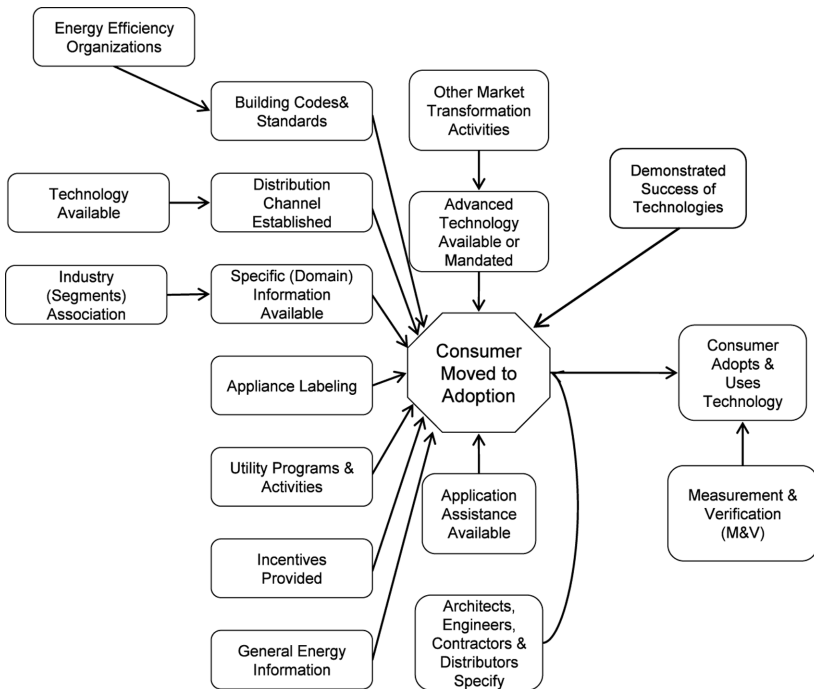 Energy Efficiency
Organizations
Building Codes&
Standards
Other Market
Transformation
Activities
Technology
Available
Distribution
Channel
Established
Advanced
Technology
Available or
Mandated
Demonstrated
Success of
Technologies
Industry
(Segments)
Association
Specific (Domain)
Information
Available
Consumer
Moved to
Adoption
Consumer
Adopts &
Uses
Technology
Appliance Labeling
Utility Programs &
Activities
Application
Assistance
Available
Measurement &
Verification
(M&V)
Incentives
Provided
Architects,
Engineers,
Contractors &
Distributors
Specify
General Energy
Information